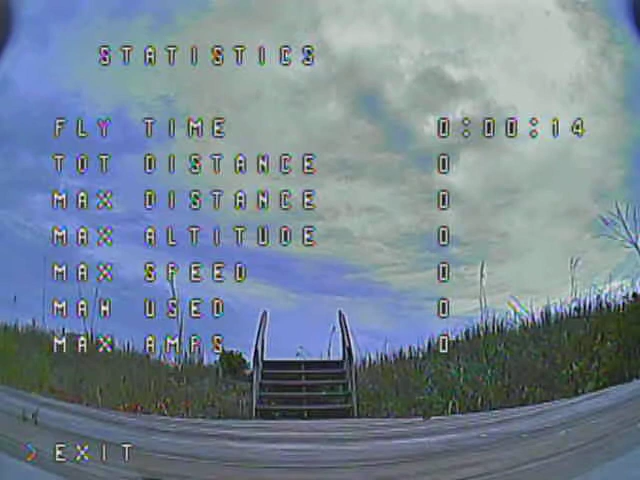 STATISTICS
FLY TIME 0:00:14
TOT DISTANCE 0
MAX DISTANCE 0
MAX ALTITUDE 0
MAX SPEED 0
MAH USED 0
MAX AMPS 0
> EXIT